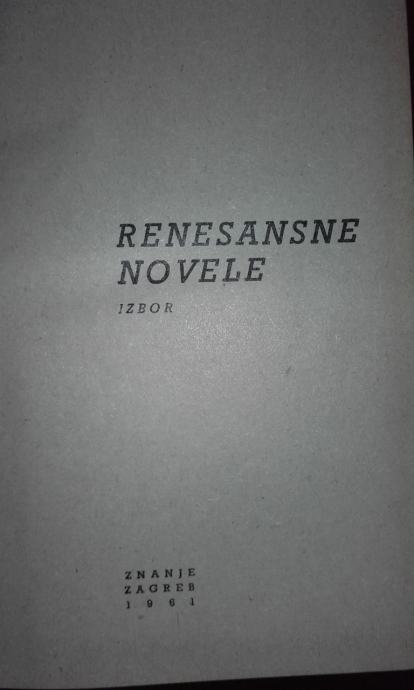 RENESANSNE
NOVELE
IZBOR
ZNANJE
ZAGREB
1961